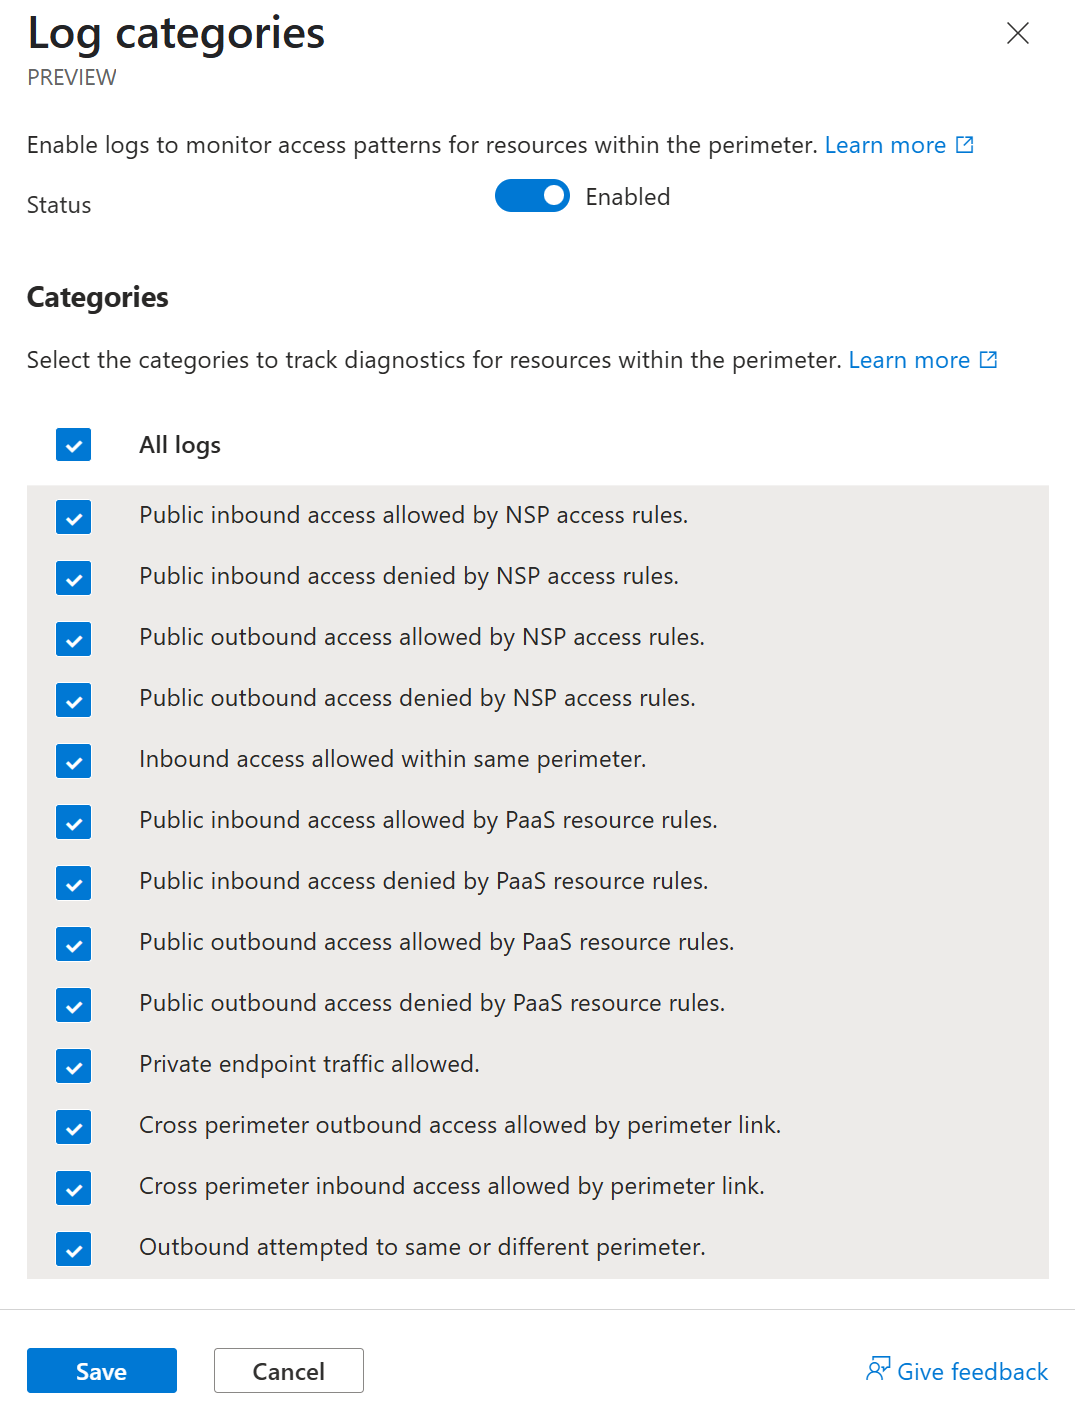 Log categories
PREVIEW
Enable logs to monitor access patterns for resources within the perimeter. Learn more
Status
Enabled
Categories
Select the categories to track diagnostics for resources within the perimeter. Learn more
All logs
Public inbound access allowed by NSP access rules.
Public inbound access denied by NSP access rules.
Public outbound access allowed by NSP access rules.
Public outbound access denied by NSP access rules.
Inbound access allowed within same perimeter.
Public inbound access allowed by PaaS resource rules.
Public inbound access denied by PaaS resource rules.
Public outbound access allowed by PaaS resource rules.
Public outbound access denied by PaaS resource rules.
Private endpoint traffic allowed.
Cross perimeter outbound access allowed by perimeter link.
Cross perimeter inbound access allowed by perimeter link.
Outbound attempted to same or different perimeter.
Save
Cancel
Give feedback